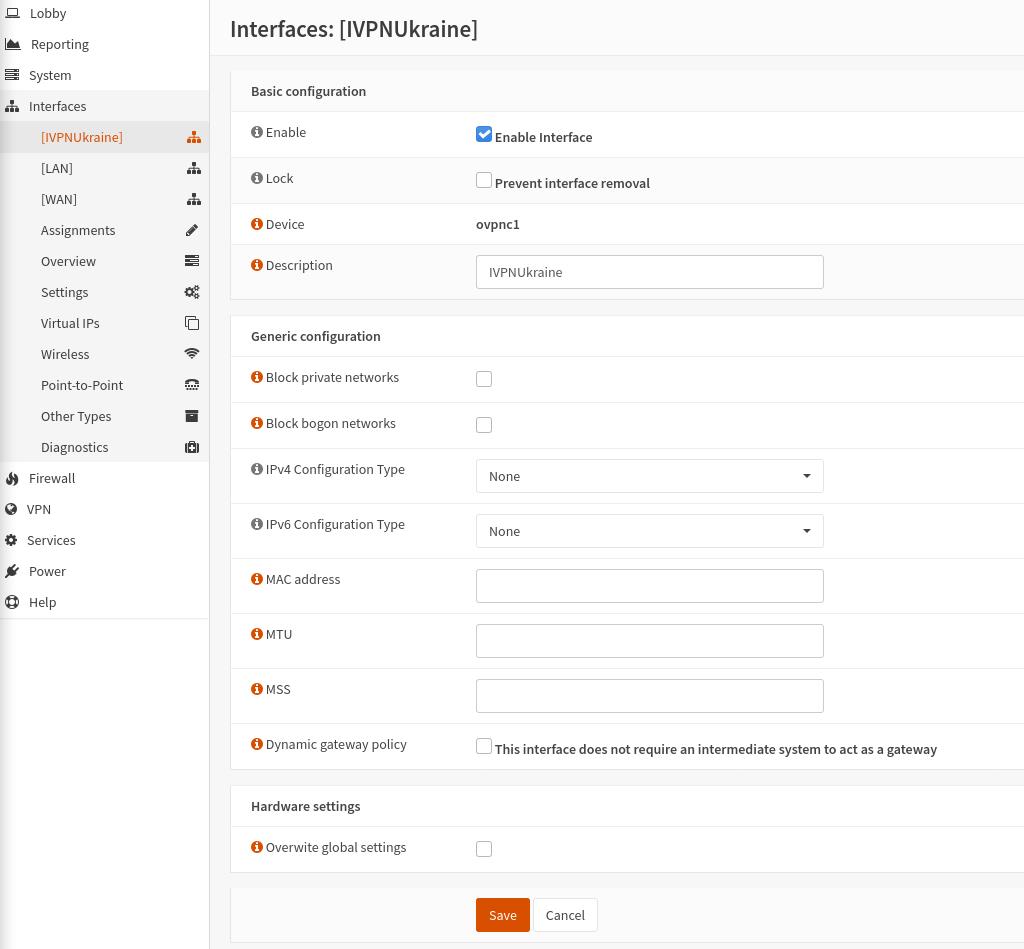 Lobby
Reporting
System
Interfaces
[IVPNUkraine]
[LAN]
[WAN]
Assignments
Overview
Settings
Virtual IPs
Wireless
Point-to-Point
Other Types
Diagnostics
Firewall
VPN
Services
Power
Help
Interfaces: [IVPNUkraine]
Basic configuration
Enable Enable Interface
Lock Prevent interface removal
Device ovpnc1
Description IVPNUkraine
Generic configuration
Block private networks
Block bogon networks
IPv4 Configuration Type None
IPv6 Configuration Type None
MAC address
MTU
MSS
Dynamic gateway policy This interface does not require an intermediate system to act as a gateway
Hardware settings
Overwite global settings
Save Cancel